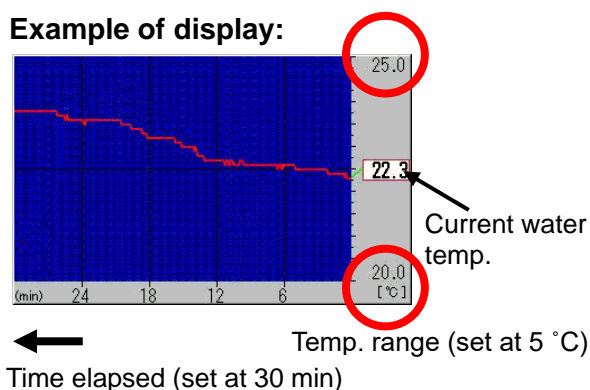 Example of display:
25.0
22.3
Current water
temp.
20.0
[℃]
(min) 24 18 12 6
Temp. range (set at 5 ˚C)
Time elapsed (set at 30 min)